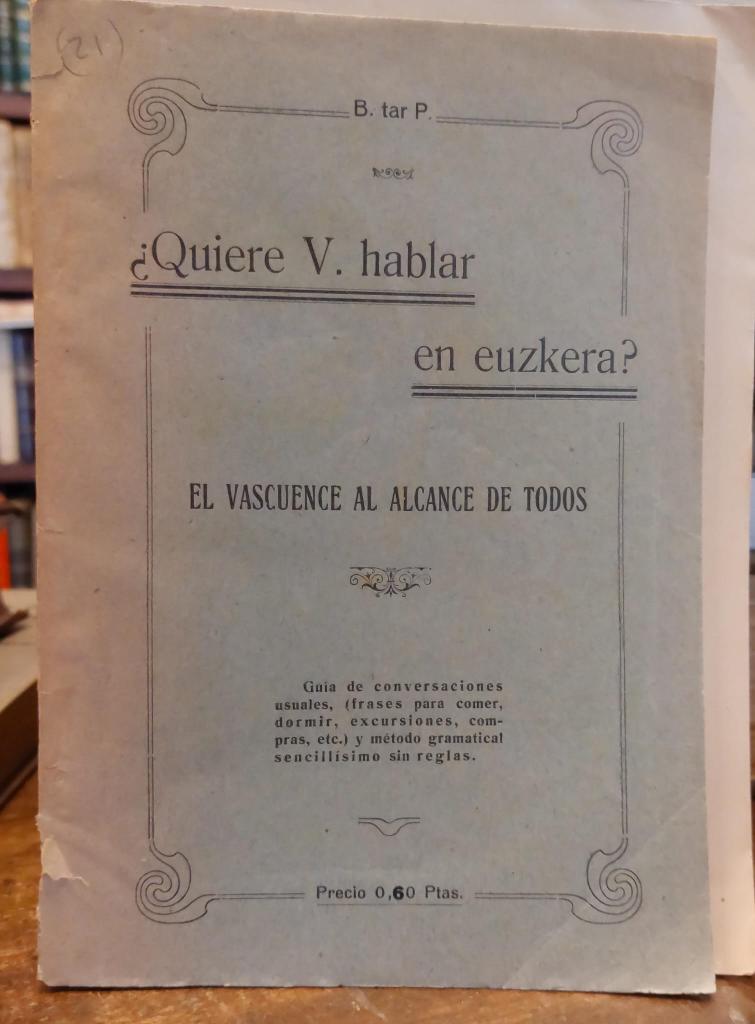 (21)
B. tar P.
¿Quiere V. hablar
en euzkera?
EL VASCUENCE AL ALCANCE DE TODOS
Guía de conversaciones
usuales, (frases para comer,
dormir, excursiones, com-
pras, etc.) y método gramatical
sencillísimo sin reglas.
Precio 0,60 Ptas.